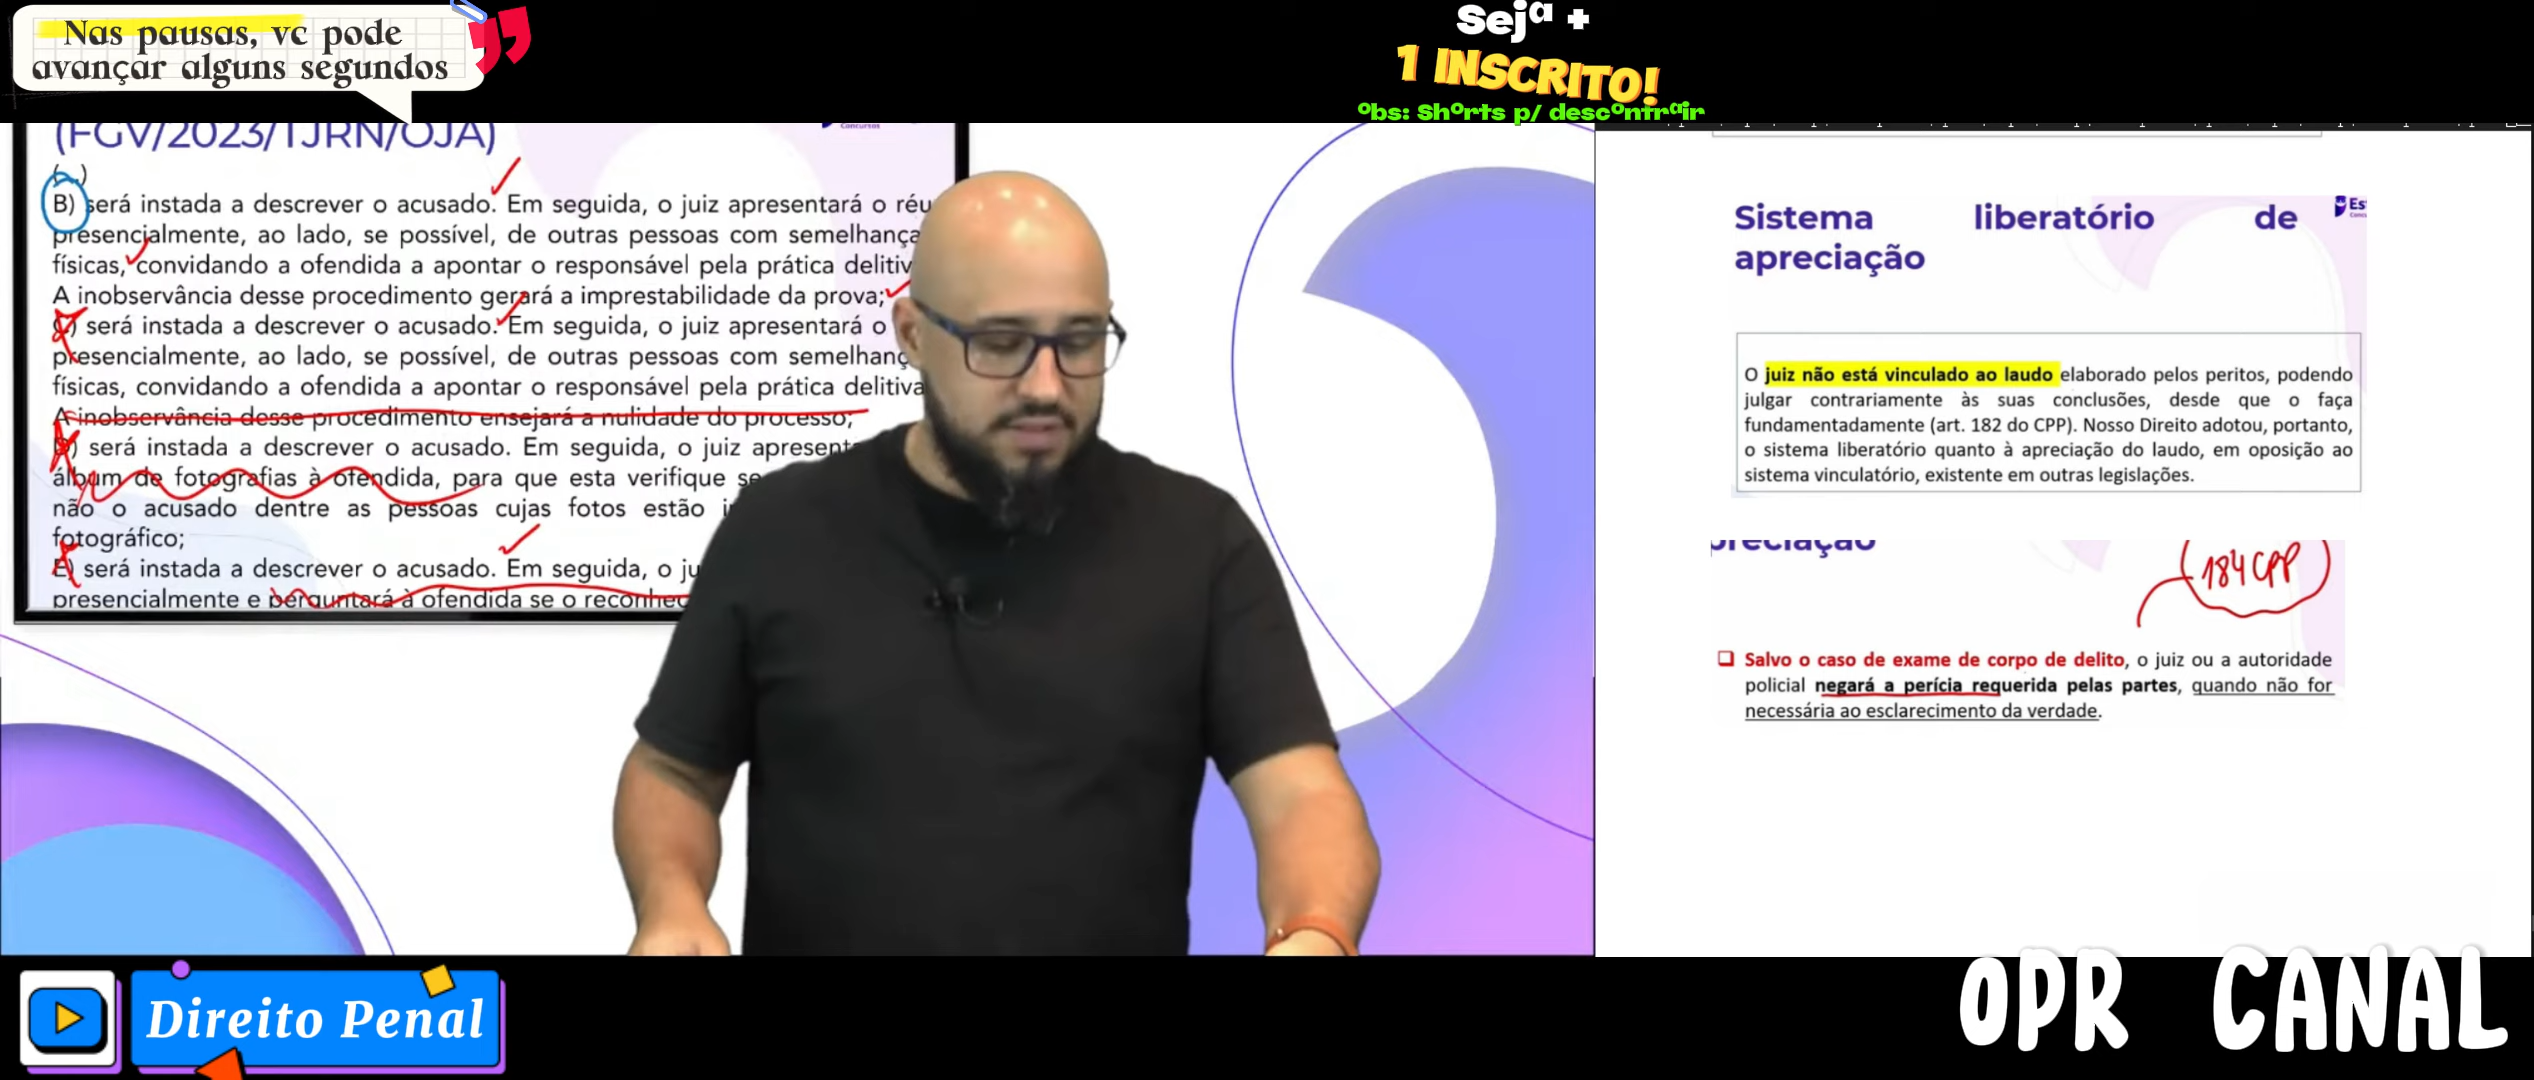 Nas pausas, vc pode
avançar alguns segundos
Seja +
1 INSCRITO!
obs: Shorts p/ descontrair
(FGV/2023/TJRN/OJA)
(...)
B) será instada a descrever o acusado. Em seguida, o juiz apresentará o réu
presencialmente, ao lado, se possível, de outras pessoas com semelhança
físicas, convidando a ofendida a apontar o responsável pela prática delitiv
A inobservância desse procedimento gerará a imprestabilidade da prova;
C) será instada a descrever o acusado. Em seguida, o juiz apresentará o
presencialmente, ao lado, se possível, de outras pessoas com semelhanç
físicas, convidando a ofendida a apontar o responsável pela prática delitiva
A inobservância desse procedimento ensejará a nulidade do processo;
D) será instada a descrever o acusado. Em seguida, o juiz apresent
álbum de fotografias à ofendida, para que esta verifique se
não o acusado dentre as pessoas cujas fotos estão
fotográfico;
E) será instada a descrever o acusado. Em seguida, o ju
presencialmente e perguntará à ofendida se o reconhec
Concursos
Sistema liberatório de
apreciação
Es
O juiz não está vinculado ao laudo elaborado pelos peritos, podendo
julgar contrariamente às suas conclusões, desde que o faça
fundamentadamente (art. 182 do CPP). Nosso Direito adotou, portanto,
o sistema liberatório quanto à apreciação do laudo, em oposição ao
sistema vinculatório, existente em outras legislações.
preciação
184 CPP
Salvo o caso de exame de corpo de delito, o juiz ou a autoridade
policial negará a perícia requerida pelas partes, quando não for
necessária ao esclarecimento da verdade.
Direito Penal
OPR CANAL